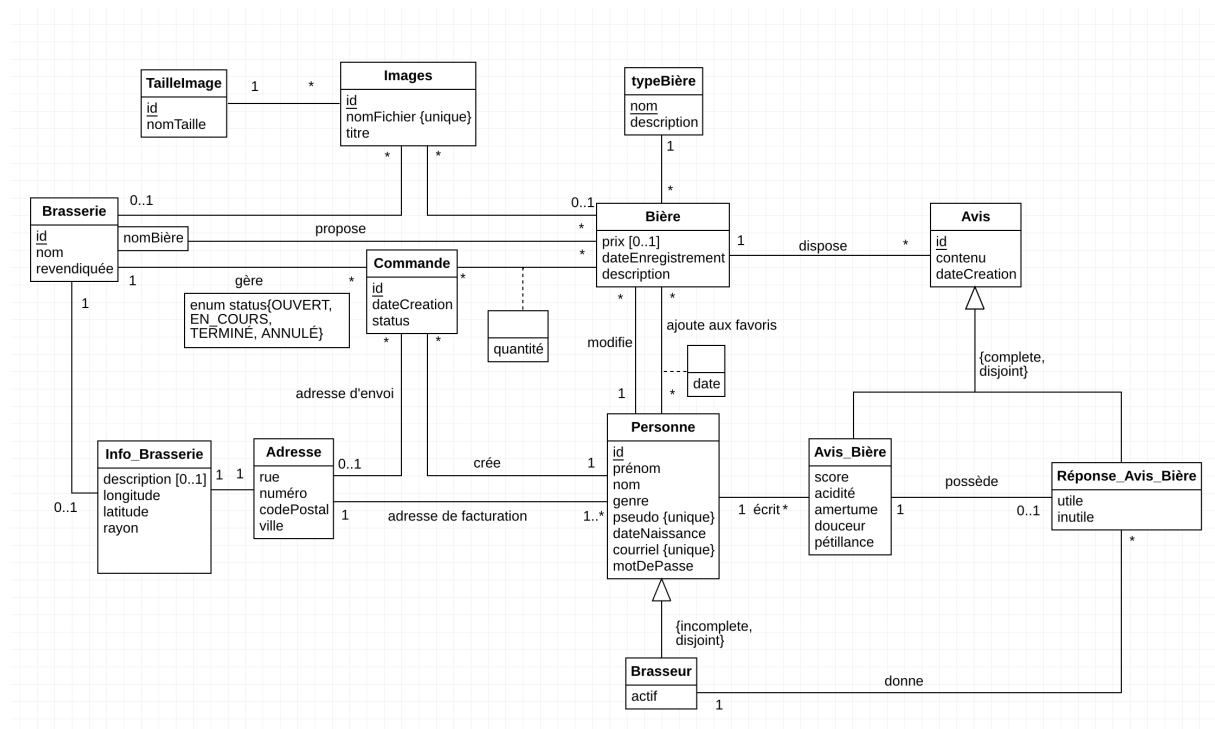 TailleImage
id
nomTaille
1
*
Images
id
nomFichier {unique}
titre
*
*
typeBière
nom
description
1
*
0..1
0..1
Brasserie
id
nom
revendiquée
nomBière
propose
*
Bière
prix [0..1]
dateEnregistrement
description
1
dispose
*
Avis
id
contenu
dateCreation
1
gère
*
enum status{OUVERT,
EN_COURS,
TERMINÉ, ANNULÉ}
Commande
id
dateCreation
status
*
*
quantité
*
*
1
*
modifie
1
*
ajoute aux favoris
date
*
{complete,
disjoint}
adresse d'envoi
Info_Brasserie
description [0..1]
longitude
latitude
rayon
0..1
1
1
Adresse
rue
numéro
codePostal
ville
0..1
crée
1
1
adresse de facturation
1..*
Personne
id
prénom
nom
genre
pseudo {unique}
dateNaissance
courriel {unique}
motDePasse
1
écrit
*
Avis_Bière
score
acidité
amertume
douceur
pétillance
possède
1
0..1
Réponse_Avis_Bière
utile
inutile
*
{incomplete,
disjoint}
Brasseur
actif
1
donne